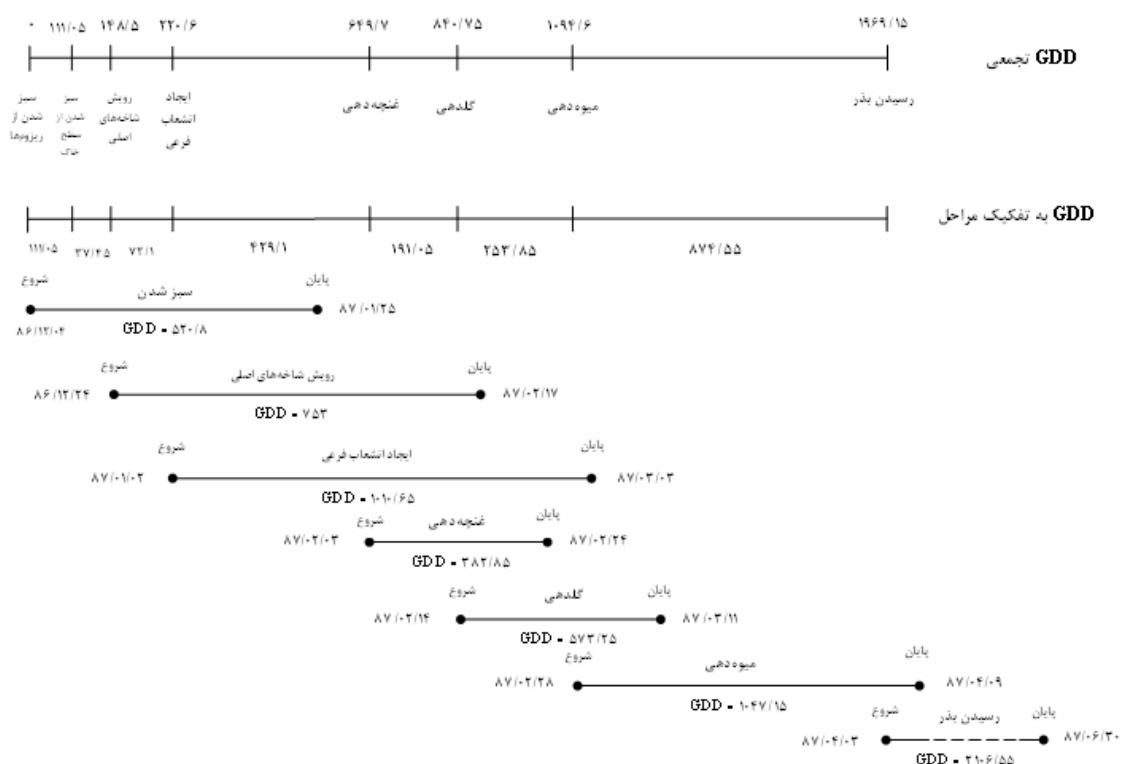 ۰ ۱۱۱/۰۵ ۱۴۸/۵ ۲۲۰/۶ ۶۴۹/۷ ۸۴۰/۷۵ ۱۰۹۴/۶ ۱۹۶۹/۱۵
GDD تجمعی
سبز شدن از ریزوم‌ها
سبز شدن از سطح خاک
رویش شاخه‌های اصلی
ایجاد انشعاب فرعی
غنچه دهی
گلدهی
میوه دهی
رسیدن بذر
GDD به تفکیک مراحل
۱۱۱/۰۵ ۳۷/۴۵ ۷۲/۱ ۴۲۹/۱ ۱۹۱/۰۵ ۲۵۳/۸۵ ۸۷۴/۵۵
شروع سبز شدن پایان
۸۶/۱۲/۰۴ GDD = ۵۲۰/۸ ۸۷/۰۱/۲۵
شروع رویش شاخه‌های اصلی پایان
۸۶/۱۲/۲۴ GDD = ۷۵۳ ۸۷/۰۲/۱۷
شروع ایجاد انشعاب فرعی پایان
۸۷/۰۱/۰۲ GDD = ۱۰۱۰/۶۵ ۸۷/۰۳/۰۳
شروع غنچه دهی پایان
۸۷/۰۲/۰۳ GDD = ۳۸۲/۸۵ ۸۷/۰۲/۲۴
شروع گلدهی پایان
۸۷/۰۲/۱۴ GDD = ۵۷۳/۲۵ ۸۷/۰۳/۱۱
شروع میوه دهی پایان
۸۷/۰۲/۲۸ GDD = ۱۰۴۷/۱۵ ۸۷/۰۴/۰۹
شروع رسیدن بذر پایان
۸۷/۰۴/۰۳ GDD = ۲۱۰۶/۵۵ ۸۷/۰۶/۳۰